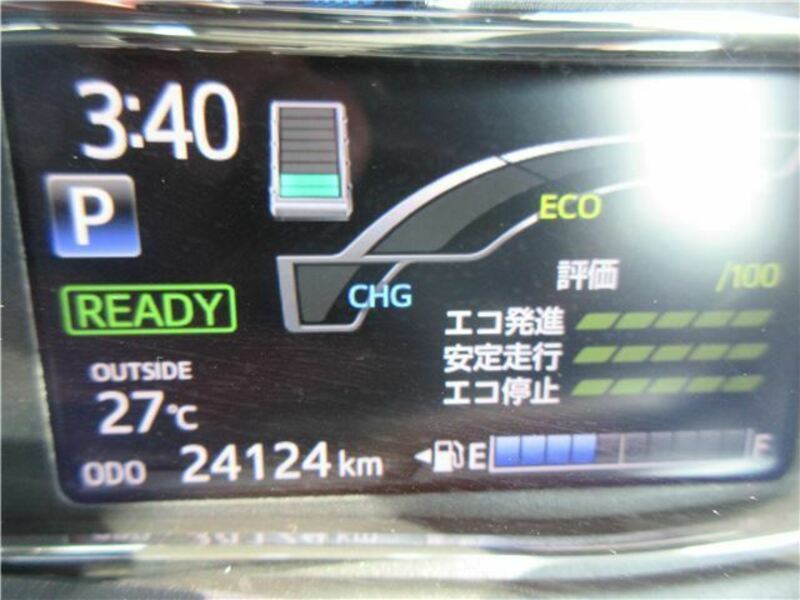 3:40
P
ECO
CHG
評価 /100
READY
エコ発進
安定走行
エコ停止
OUTSIDE
27℃
ODO 24124 km
E F